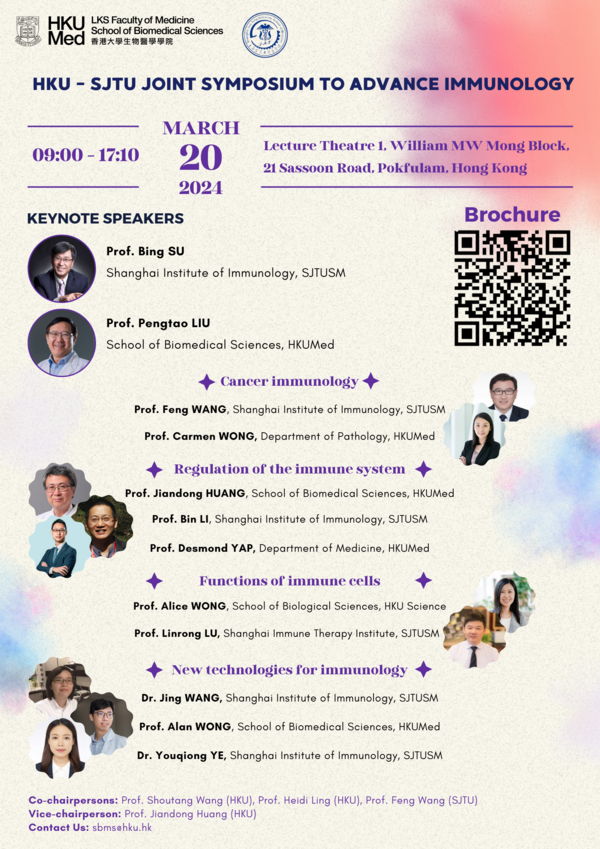 HKU Med
LKS Faculty of Medicine
School of Biomedical Sciences
香港大學生物醫學學院
HKU – SJTU JOINT SYMPOSIUM TO ADVANCE IMMUNOLOGY
09:00 - 17:10
MARCH
20
2024
Lecture Theatre 1, William MW Mong Block,
21 Sassoon Road, Pokfulam, Hong Kong
KEYNOTE SPEAKERS
Brochure
Prof. Bing SU
Shanghai Institute of Immunology, SJTUSM
Prof. Pengtao LIU
School of Biomedical Sciences, HKUMed
Cancer immunology
Prof. Feng WANG, Shanghai Institute of Immunology, SJTUSM
Prof. Carmen WONG, Department of Pathology, HKUMed
Regulation of the immune system
Prof. Jiandong HUANG, School of Biomedical Sciences, HKUMed
Prof. Bin LI, Shanghai Institute of Immunology, SJTUSM
Prof. Desmond YAP, Department of Medicine, HKUMed
Functions of immune cells
Prof. Alice WONG, School of Biological Sciences, HKU Science
Prof. Linrong LU, Shanghai Immune Therapy Institute, SJTUSM
New technologies for immunology
Dr. Jing WANG, Shanghai Institute of Immunology, SJTUSM
Prof. Alan WONG, School of Biomedical Sciences, HKUMed
Dr. Youqiong YE, Shanghai Institute of Immunology, SJTUSM
Co-chairpersons: Prof. Shoutang Wang (HKU), Prof. Heidi Ling (HKU), Prof. Feng Wang (SJTU)
Vice-chairperson: Prof. Jiandong Huang (HKU)
Contact Us: sbms@hku.hk